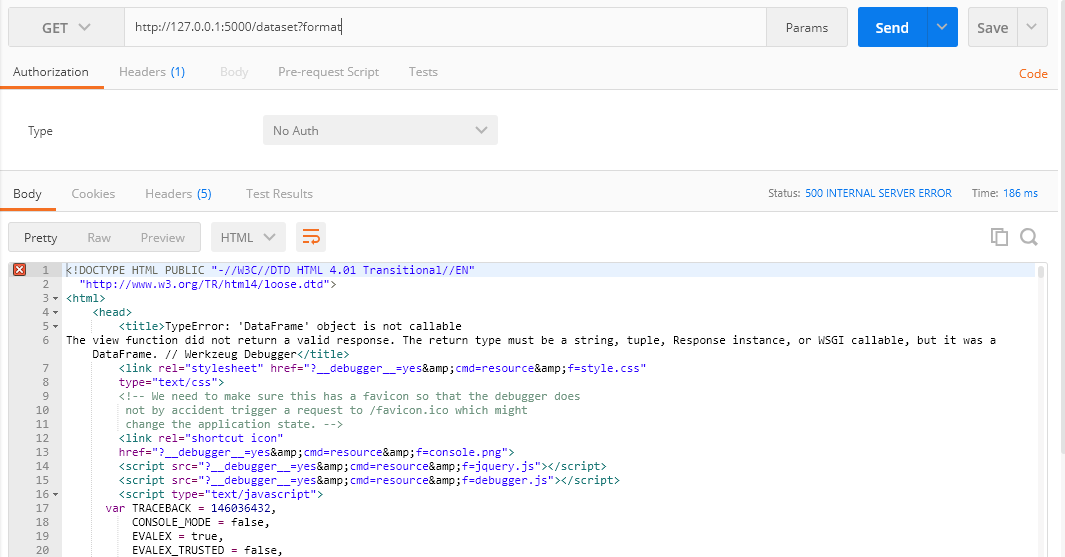 GET http://127.0.0.1:5000/dataset?format Params Send Save
Authorization Headers (1) Body Pre-request Script Tests Code
Type No Auth
Body Cookies Headers (5) Test Results Status: 500 INTERNAL SERVER ERROR Time: 186 ms
Pretty Raw Preview HTML
1 <!DOCTYPE HTML PUBLIC "-//W3C//DTD HTML 4.01 Transitional//EN"
2 "http://www.w3.org/TR/html4/loose.dtd">
3 <html>
4 <head>
5 <title>TypeError: 'DataFrame' object is not callable
6 The view function did not return a valid response. The return type must be a string, tuple, Response instance, or WSGI callable, but it was a
DataFrame. // Werkzeug Debugger</title>
7 <link rel="stylesheet" href="?__debugger__=yes&amp;cmd=resource&amp;f=style.css"
8 type="text/css">
9 <!-- We need to make sure this has a favicon so that the debugger does
10 not by accident trigger a request to /favicon.ico which might
11 change the application state. -->
12 <link rel="shortcut icon"
13 href="?__debugger__=yes&amp;cmd=resource&amp;f=console.png">
14 <script src="?__debugger__=yes&amp;cmd=resource&amp;f=jquery.js"></script>
15 <script src="?__debugger__=yes&amp;cmd=resource&amp;f=debugger.js"></script>
16 <script type="text/javascript">
17 var TRACEBACK = 146036432,
18 CONSOLE_MODE = false,
19 EVALEX = true,
20 EVALEX_TRUSTED = false,